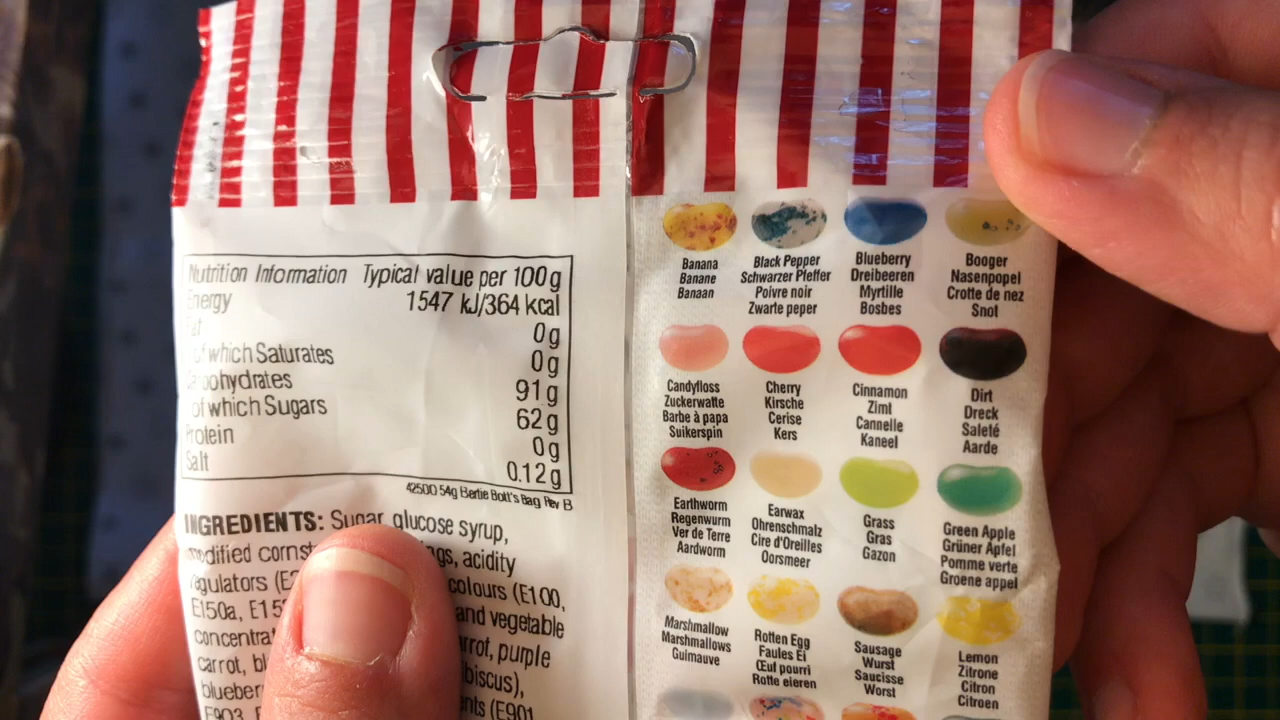 Nutrition Information Typical value per 100g
Energy 1547 kJ/364 kcal
0g
of which Saturates 0g
91g
of which Sugars 62g
0g
Salt 0.12g
42500 54g Bertie Bott's Bag Rev B
INGREDIENTS: Sugar, glucose syrup,
acidity
colours (E100,
E150a,
and vegetable
purple
Banana
Banane
Banaan
Black Pepper
Schwarzer Pfeffer
Poivre noir
Zwarte peper
Blueberry
Dreibeeren
Myrtille
Bosbes
Booger
Nasenpopel
Crotte de nez
Snot
Candyfloss
Zuckerwatte
Barbe à papa
Suikerspin
Cherry
Kirsche
Cerise
Kers
Cinnamon
Zimt
Cannelle
Kaneel
Dirt
Dreck
Saleté
Aarde
Earthworm
Regenwurm
Ver de Terre
Aardworm
Earwax
Ohrenschmalz
Cire d'Oreilles
Oorsmeer
Grass
Gras
Gazon
Green Apple
Grüner Apfel
Pomme verte
Groene appel
Marshmallow
Marshmallows
Guimauve
Rotten Egg
Faules Ei
Œuf pourri
Rotte eieren
Sausage
Wurst
Saucisse
Worst
Lemon
Zitrone
Citron
Citroen